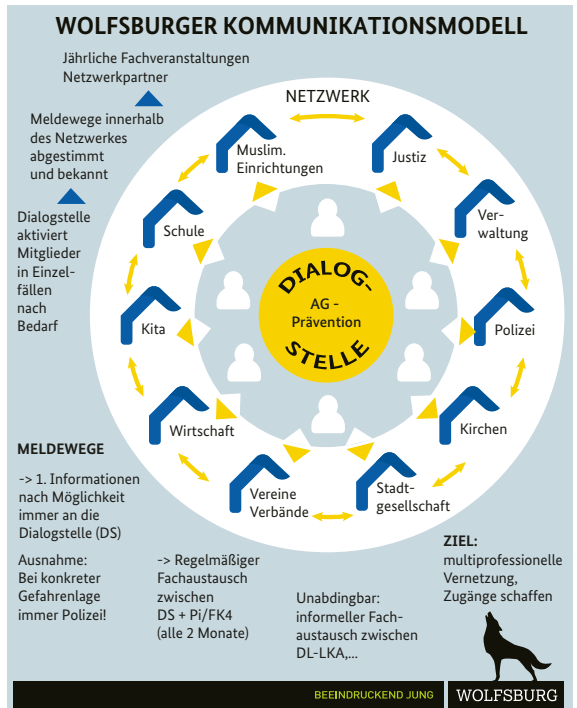 WOLFSBURGER KOMMUNIKATIONSMODELL
Jährliche Fachveranstaltungen
Netzwerkpartner
Meldewege innerhalb
des Netzwerkes
abgestimmt
und bekannt
Dialogstelle
aktiviert
Mitglieder
in Einzel-
fällen
nach
Bedarf
NETZWERK
Muslim.
Einrichtungen
Justiz
Schule
Ver-
waltung
Kita
Polizei
Wirtschaft
Kirchen
Vereine
Verbände
Stadt-
gesellschaft
DIALOG-
AG -
Prävention
STELLE
MELDEWEGE
-> 1. Informationen
nach Möglichkeit
immer an die
Dialogstelle (DS)
Ausnahme:
Bei konkreter
Gefahrenlage
immer Polizei!
-> Regelmäßiger
Fachaustausch
zwischen
DS + Pi/FK4
(alle 2 Monate)
Unabdingbar:
informeller Fach-
austausch zwischen
DL-LKA,...
ZIEL:
multiprofessionelle
Vernetzung,
Zugänge schaffen
BEEINDRUCKEND JUNG
WOLFSBURG